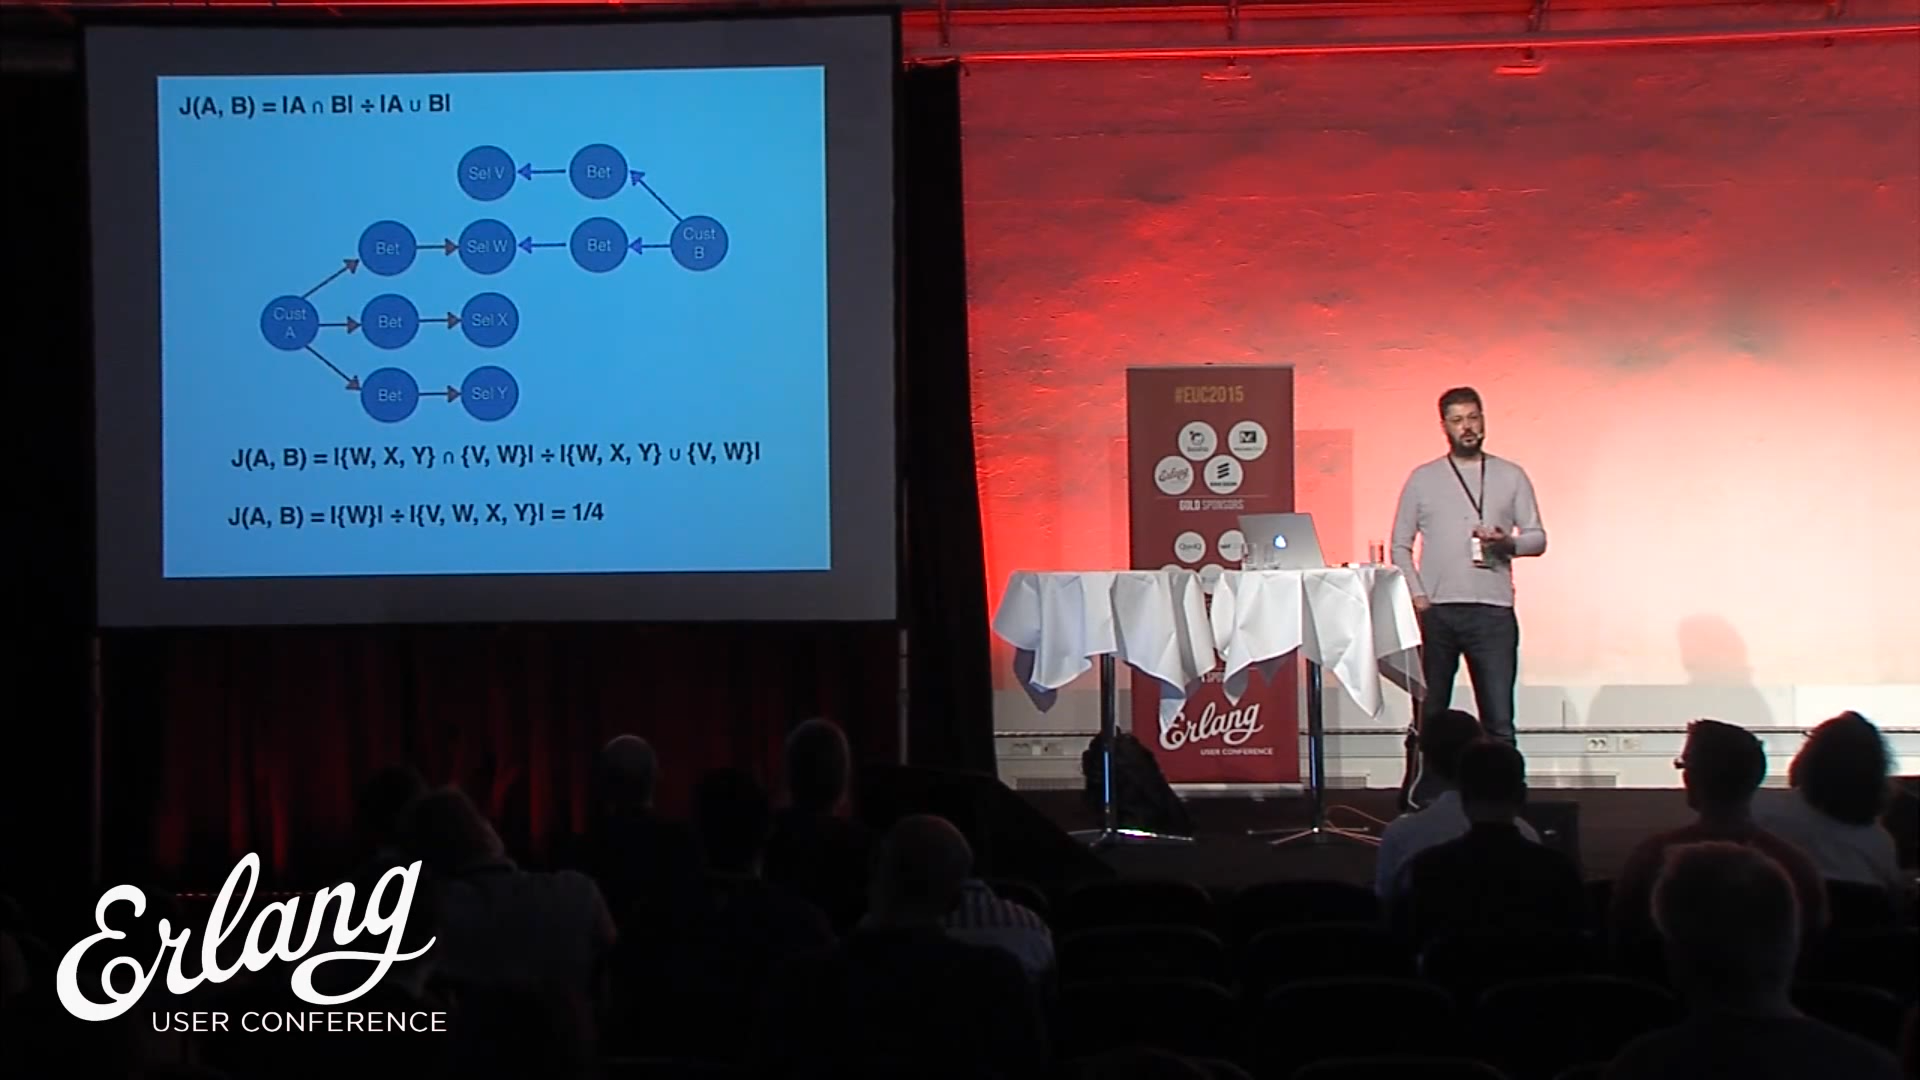 J(A, B) = |A ∩ B| ÷ |A ∪ B|
Sel V
Bet
Bet
Sel W
Bet
Cust
B
Cust
A
Bet
Sel X
Bet
Sel Y
J(A, B) = |{W, X, Y} ∩ {V, W}| ÷ |{W, X, Y} ∪ {V, W}|
J(A, B) = |{W}| ÷ |{V, W, X, Y}| = 1/4
#EUC2015
Erlang
GOLD SPONSORS
Erlang
USER CONFERENCE
Erlang
USER CONFERENCE